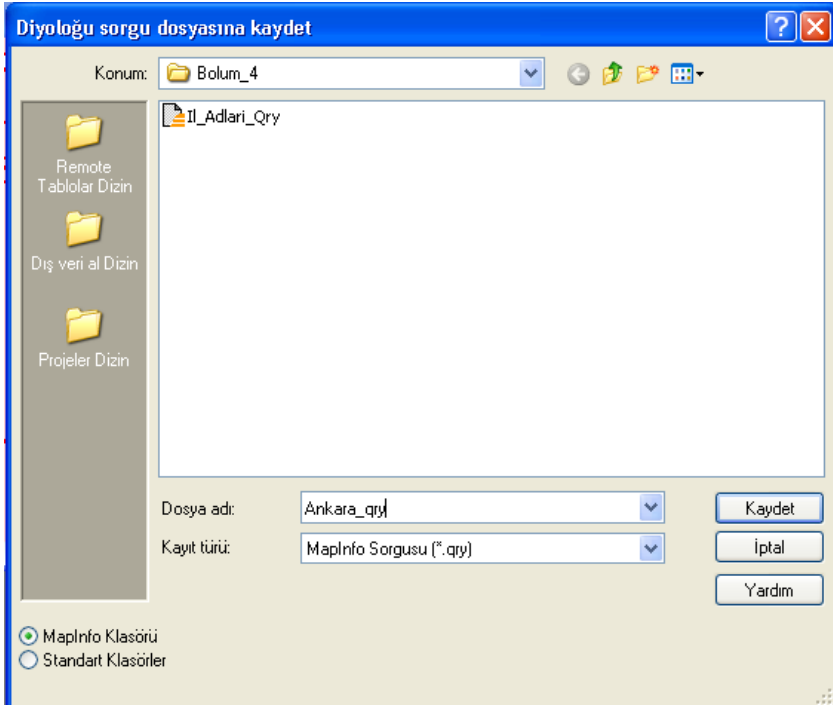 Diyoloğu sorgu dosyasına kaydet
Konum: Bolum_4
Il_Adlari_Qry
Remote
Tablolar Dizin
Dış veri al Dizin
Projeler Dizin
Dosya adı: Ankara_qry Kaydet
Kayıt türü: MapInfo Sorgusu (*.qry) İptal
Yardım
MapInfo Klasörü
Standart Klasörler